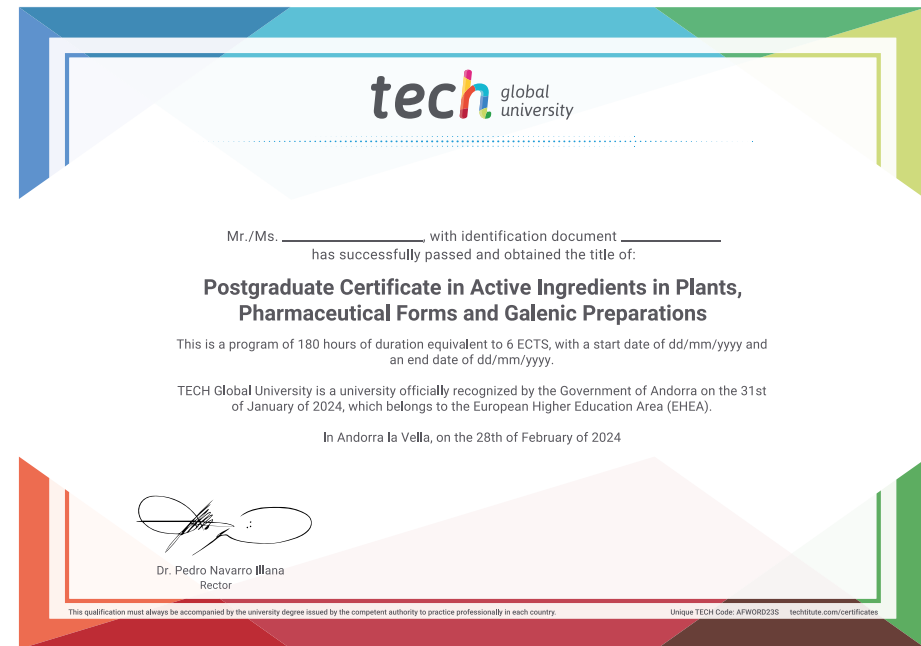 tech global university
Mr./Ms. ____________________, with identification document ______________
has successfully passed and obtained the title of:
Postgraduate Certificate in Active Ingredients in Plants,
Pharmaceutical Forms and Galenic Preparations
This is a program of 180 hours of duration equivalent to 6 ECTS, with a start date of dd/mm/yyyy and
an end date of dd/mm/yyyy.
TECH Global University is a university officially recognized by the Government of Andorra on the 31st
of January of 2024, which belongs to the European Higher Education Area (EHEA).
In Andorra la Vella, on the 28th of February of 2024
Dr. Pedro Navarro Illana
Rector
This qualification must always be accompanied by the university degree issued by the competent authority to practice professionally in each country.
Unique TECH Code: AFWORD23S techtitute.com/certificates